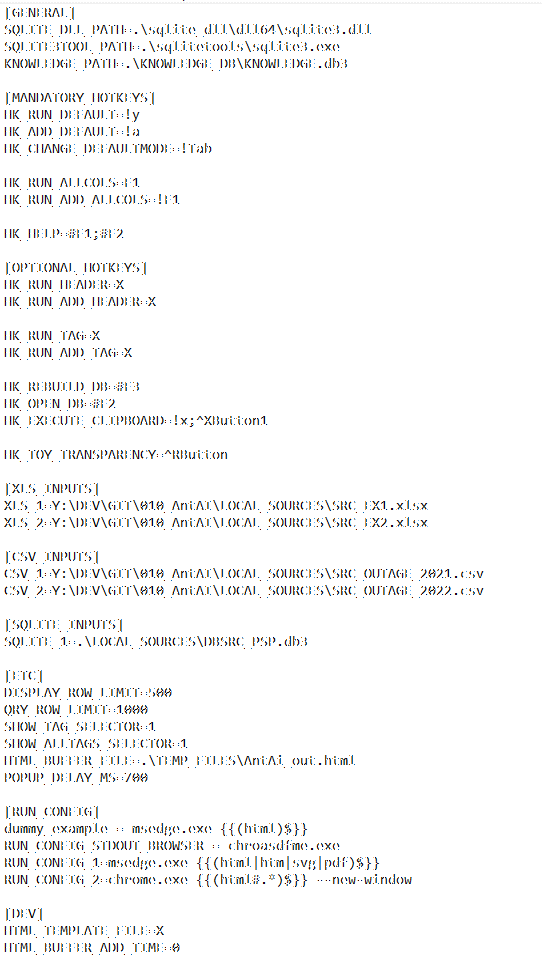 [GENERAL]
SQLITE_DLL_PATH=.\sqlite_dll\dll64\sqlite3.dll
SQLITE3TOOL_PATH=.\sqlitetools\sqlite3.exe
KNOWLEDGE_PATH=.\KNOWLEDGE_DB\KNOWLEDGE.db3
[MANDATORY_HOTKEYS]
HK_RUN_DEFAULT=!y
HK_ADD_DEFAULT=!a
HK_CHANGE_DEFAULTMODE=!Tab
HK_RUN_ALLCOLS=F1
HK_RUN_ADD_ALLCOLS=!F1
HK_HELP=#F1;#F2
[OPTIONAL_HOTKEYS]
HK_RUN_HEADER=X
HK_RUN_ADD_HEADER=X
HK_RUN_TAG=X
HK_RUN_ADD_TAG=X
HK_REBUILD_DB=#F3
HK_OPEN_DB=#F2
HK_EXECUTE_CLIPBOARD=!x;^XButton1
HK_TOY_TRANSPARENCY=^RButton
[XLS_INPUTS]
XLS_1=Y:\DEV\GIT\010_AntAI\LOCAL_SOURCES\SRC_EX1.xlsx
XLS_2=Y:\DEV\GIT\010_AntAI\LOCAL_SOURCES\SRC_EX2.xlsx
[CSV_INPUTS]
CSV_1=Y:\DEV\GIT\010_AntAI\LOCAL_SOURCES\SRC_OUTAGE_2021.csv
CSV_2=Y:\DEV\GIT\010_AntAI\LOCAL_SOURCES\SRC_OUTAGE_2022.csv
[SQLITE_INPUTS]
SQLITE_1=.\LOCAL_SOURCES\DBSRC_PSP.db3
[ETC]
DISPLAY_ROW_LIMIT=500
QRY_ROW_LIMIT=1000
SHOW_TAG_SELECTOR=1
SHOW_ALLTAGS_SELECTOR=1
HTML_BUFFER_FILE=.\TEMP_FILES\AntAi_out.html
POPUP_DELAY_MS=700
[RUN_CONFIG]
dummy_example = msedge.exe {{(html)$}}
RUN_CONFIG_STDOUT_BROWSER = chroasdfme.exe
RUN_CONFIG_1=msedge.exe {{(html|htm|svg|pdf)$}}
RUN_CONFIG_2=chrome.exe {{(html#.*)$}} --new-window
[DEV]
HTML_TEMPLATE_FILE=X
HTML_BUFFER_ADD_TIME=0